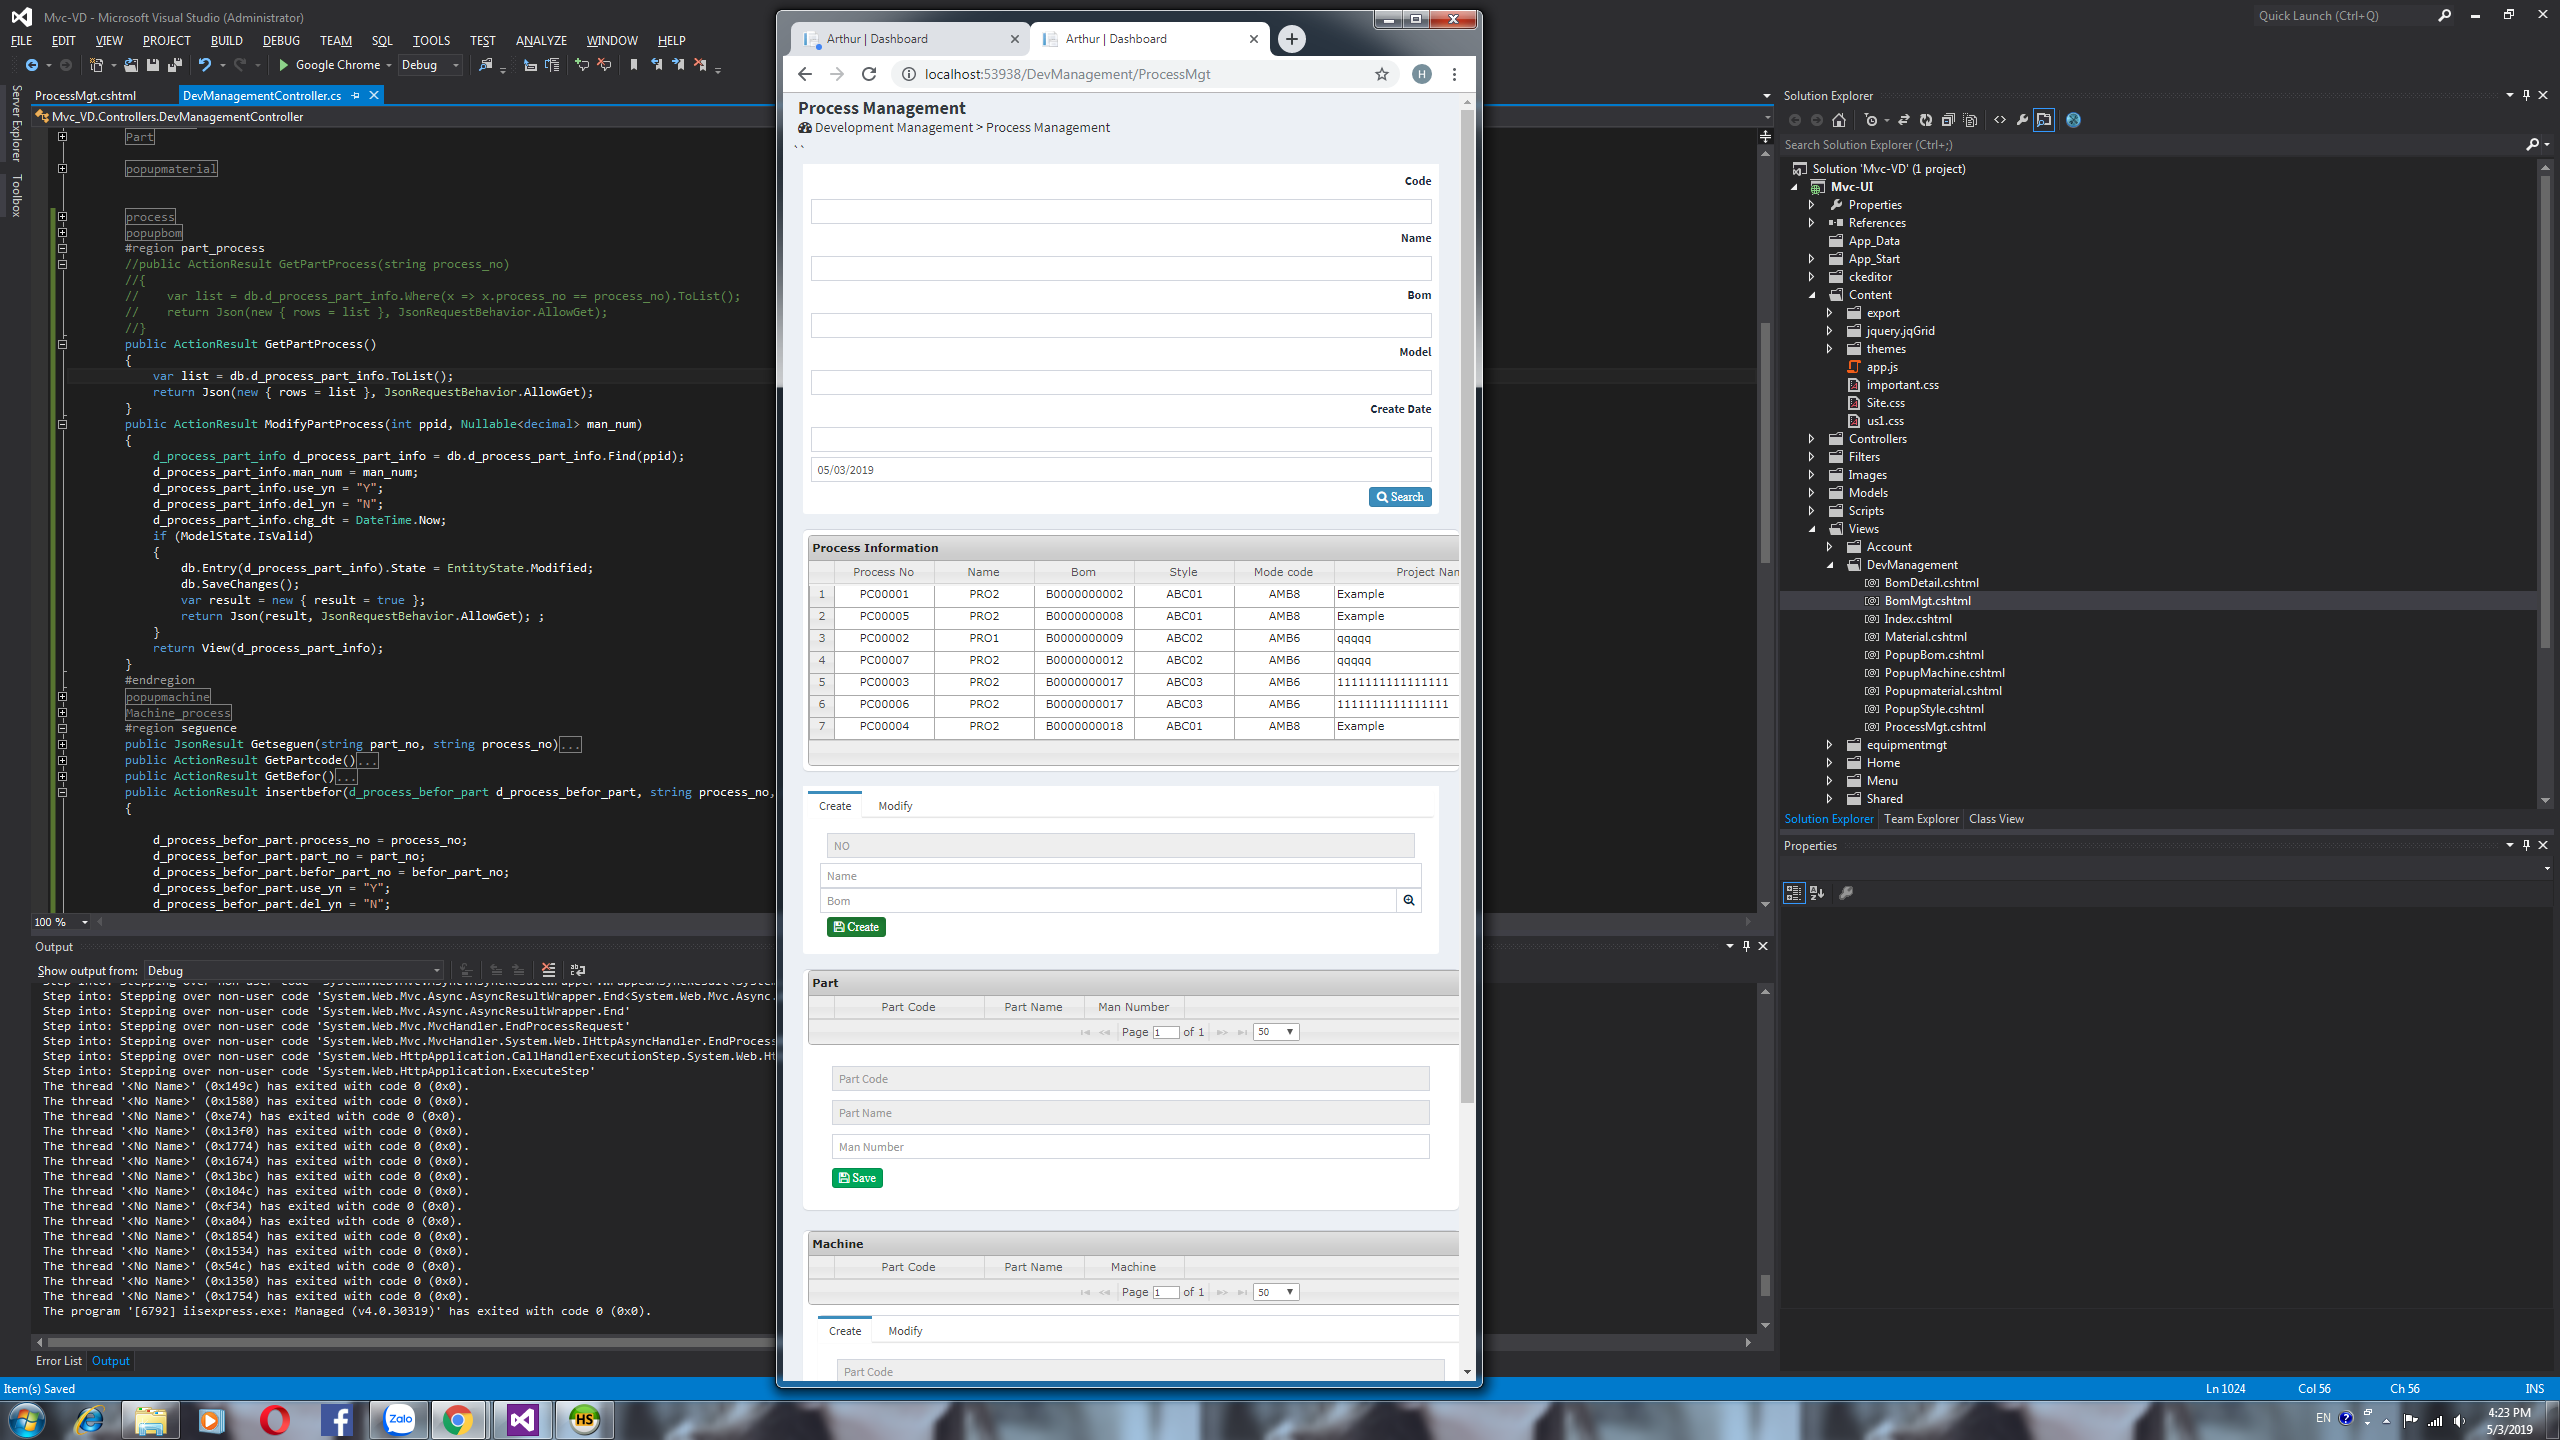 Mvc-VD - Microsoft Visual Studio (Administrator)
Quick Launch (Ctrl+Q)
FILE EDIT VIEW PROJECT BUILD DEBUG TEAM SQL TOOLS TEST ANALYZE WINDOW HELP
Google Chrome Debug
Server Explorer
Toolbox
ProcessMgt.cshtml DevManagementController.cs
Mvc_VD.Controllers.DevManagementController
Part
popupmaterial
process
popupbom
#region part_process
//public ActionResult GetPartProcess(string process_no)
//{
// var list = db.d_process_part_info.Where(x => x.process_no == process_no).ToList();
// return Json(new { rows = list }, JsonRequestBehavior.AllowGet);
//}
public ActionResult GetPartProcess()
{
var list = db.d_process_part_info.ToList();
return Json(new { rows = list }, JsonRequestBehavior.AllowGet);
}
public ActionResult ModifyPartProcess(int ppid, Nullable<decimal> man_num)
{
d_process_part_info d_process_part_info = db.d_process_part_info.Find(ppid);
d_process_part_info.man_num = man_num;
d_process_part_info.use_yn = "Y";
d_process_part_info.del_yn = "N";
d_process_part_info.chg_dt = DateTime.Now;
if (ModelState.IsValid)
{
db.Entry(d_process_part_info).State = EntityState.Modified;
db.SaveChanges();
var result = new { result = true };
return Json(result, JsonRequestBehavior.AllowGet); ;
}
return View(d_process_part_info);
}
#endregion
popupmachine
Machine_process
#region seguence
public JsonResult Getseguen(string part_no, string process_no)...
public ActionResult GetPartcode()...
public ActionResult GetBefor()...
public ActionResult insertbefor(d_process_befor_part d_process_befor_part, string process_no,
{
d_process_befor_part.process_no = process_no;
d_process_befor_part.part_no = part_no;
d_process_befor_part.befor_part_no = befor_part_no;
d_process_befor_part.use_yn = "Y";
d_process_befor_part.del_yn = "N";
100 %
Output
Show output from: Debug
Step into: Stepping over non-user code 'System.Web.Mvc.Async.AsyncResultWrapper.End<System.Web.Mvc.Async.
Step into: Stepping over non-user code 'System.Web.Mvc.Async.AsyncResultWrapper.End'
Step into: Stepping over non-user code 'System.Web.Mvc.MvcHandler.EndProcessRequest'
Step into: Stepping over non-user code 'System.Web.Mvc.MvcHandler.System.Web.IHttpAsyncHandler.EndProcess
Step into: Stepping over non-user code 'System.Web.HttpApplication.CallHandlerExecutionStep.System.Web.Ht
Step into: Stepping over non-user code 'System.Web.HttpApplication.ExecuteStep'
The thread '<No Name>' (0x149c) has exited with code 0 (0x0).
The thread '<No Name>' (0x1580) has exited with code 0 (0x0).
The thread '<No Name>' (0xe74) has exited with code 0 (0x0).
The thread '<No Name>' (0x13f0) has exited with code 0 (0x0).
The thread '<No Name>' (0x1774) has exited with code 0 (0x0).
The thread '<No Name>' (0x1674) has exited with code 0 (0x0).
The thread '<No Name>' (0x13bc) has exited with code 0 (0x0).
The thread '<No Name>' (0x104c) has exited with code 0 (0x0).
The thread '<No Name>' (0xf34) has exited with code 0 (0x0).
The thread '<No Name>' (0xa04) has exited with code 0 (0x0).
The thread '<No Name>' (0x1854) has exited with code 0 (0x0).
The thread '<No Name>' (0x1534) has exited with code 0 (0x0).
The thread '<No Name>' (0x54c) has exited with code 0 (0x0).
The thread '<No Name>' (0x1350) has exited with code 0 (0x0).
The thread '<No Name>' (0x1754) has exited with code 0 (0x0).
The program '[6792] iisexpress.exe: Managed (v4.0.30319)' has exited with code 0 (0x0).
Error List Output
Arthur | Dashboard
Arthur | Dashboard
localhost:53938/DevManagement/ProcessMgt
H
Process Management
Development Management > Process Management
``
Code
Name
Bom
Model
Create Date
05/03/2019
Search
Process Information
Process No Name Bom Style Mode code Project Nan
1 PC00001 PRO2 B0000000002 ABC01 AMB8 Example
2 PC00005 PRO2 B0000000008 ABC01 AMB8 Example
3 PC00002 PRO1 B0000000009 ABC02 AMB6 qqqqq
4 PC00007 PRO2 B0000000012 ABC02 AMB6 qqqqq
5 PC00003 PRO2 B0000000017 ABC03 AMB6 1111111111111111
6 PC00006 PRO2 B0000000017 ABC03 AMB6 1111111111111111
7 PC00004 PRO2 B0000000018 ABC01 AMB8 Example
Create Modify
NO
Name
Bom
Create
Part
Part Code Part Name Man Number
Page 1 of 1 50
Part Code
Part Name
Man Number
Save
Machine
Part Code Part Name Machine
Page 1 of 1 50
Create Modify
Part Code
Solution Explorer
Search Solution Explorer (Ctrl+;)
Solution 'Mvc-VD' (1 project)
Mvc-UI
Properties
References
App_Data
App_Start
ckeditor
Content
export
jquery.jqGrid
themes
app.js
important.css
Site.css
us1.css
Controllers
Filters
Images
Models
Scripts
Views
Account
DevManagement
BomDetail.cshtml
BomMgt.cshtml
Index.cshtml
Material.cshtml
PopupBom.cshtml
PopupMachine.cshtml
Popupmaterial.cshtml
PopupStyle.cshtml
ProcessMgt.cshtml
equipmentmgt
Home
Menu
Shared
Solution Explorer Team Explorer Class View
Properties
Item(s) Saved
Ln 1024 Col 56 Ch 56 INS
Zalo
HS
EN
4:23 PM
5/3/2019